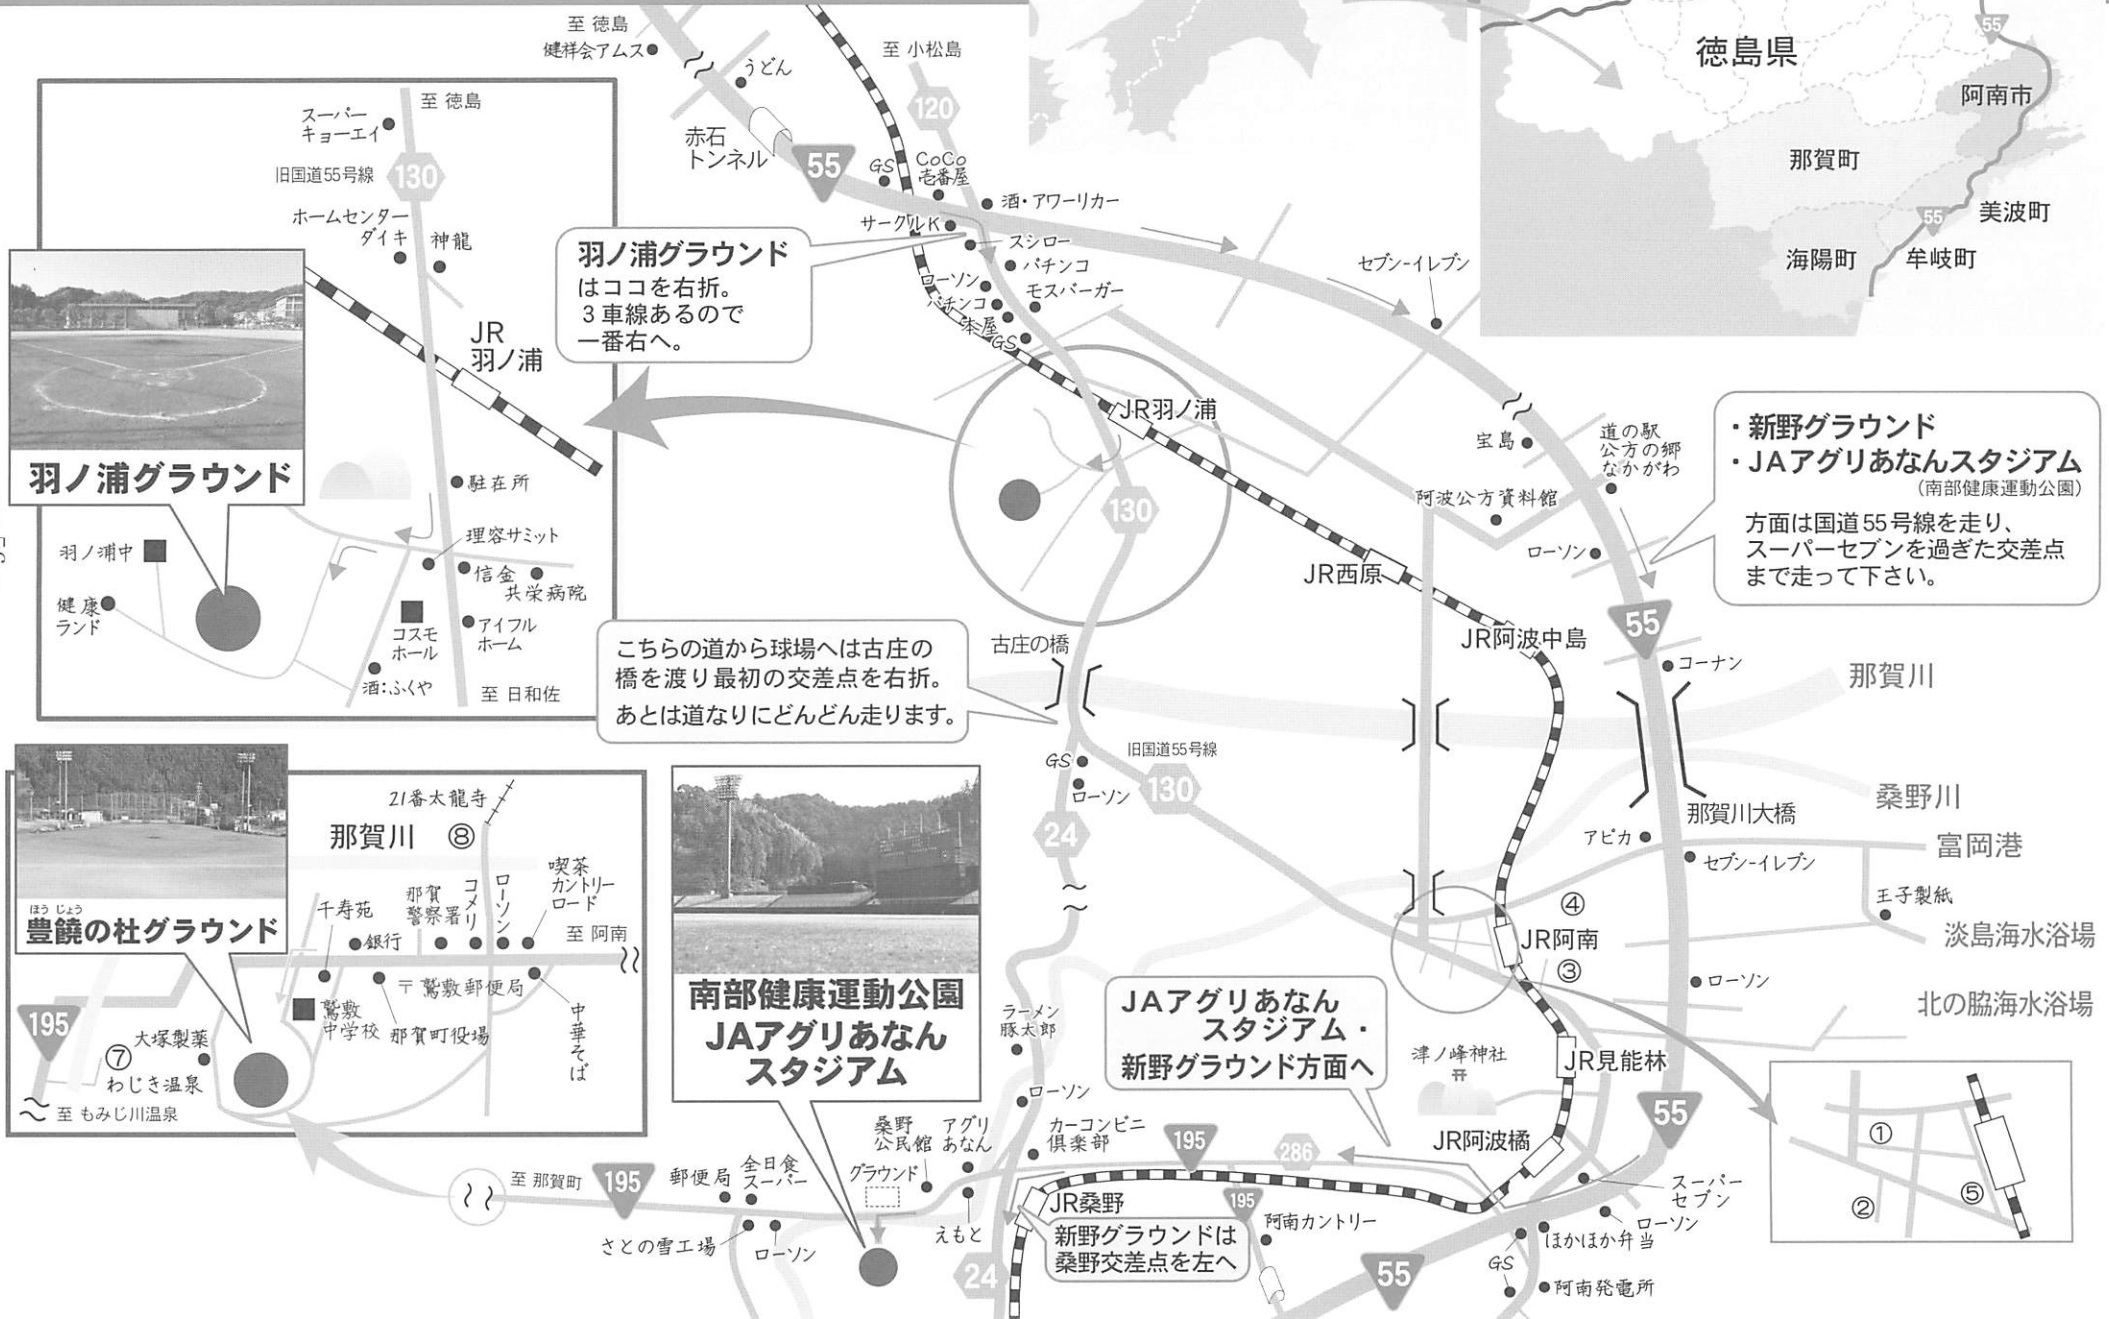 至 徳島
健祥会アムス
うどん
赤石
トンネル
55
至 小松島
120
GS
CoCo
壱番屋
酒・アワーリカー
サークルK
スシロー
パチンコ
ローソン
モスバーガー
パチンコ
本屋
GS
セブン-イレブン
徳島県
55
阿南市
那賀町
55
美波町
海陽町
牟岐町
至 徳島
スーパー
キョーエイ
旧国道55号線
130
ホームセンター
ダイキ
神龍
JR
羽ノ浦
羽ノ浦グラウンド
駐在所
理容サミット
羽ノ浦中
信金
共栄病院
健康
ランド
コスモ
ホール
アイフル
ホーム
酒:ふくや
至 日和佐
羽ノ浦グラウンド
はココを右折。
3車線あるので
一番右へ。
JR羽ノ浦
130
宝島
道の駅
公方の郷
なかがわ
阿波公方資料館
ローソン
JR西原
JR阿波中島
・新野グラウンド
・JAアグリあなんスタジアム
(南部健康運動公園)
方面は国道55号線を走り、
スーパーセブンを過ぎた交差点
まで走って下さい。
55
コーナン
那賀川
古庄の橋
こちらの道から球場へは古庄の
橋を渡り最初の交差点を右折。
あとは道なりにどんどん走ります。
旧国道55号線
GS
ローソン
130
24
桑野川
那賀川大橋
アピカ
富岡港
セブン-イレブン
王子製紙
淡島海水浴場
④
JR阿南
③
ローソン
北の脇海水浴場
21番太龍寺
那賀川 ⑧
ほうじょう
豊饒の杜グラウンド
千寿苑
銀行
那賀
警察署
コメリ
ローソン
喫茶
カントリー
ロード
至 阿南
〒鷲敷郵便局
鷲敷
中学校
那賀町役場
中華そば
195
大塚製薬
⑦
わじき温泉
至 もみじ川温泉
南部健康運動公園
JAアグリあなん
スタジアム
ラーメン
豚太郎
ローソン
JAアグリあなん
スタジアム・
新野グラウンド方面へ
津ノ峰神社
JR見能林
JR阿波橘
55
①
②
⑤
桑野
公民館
アグリ
あなん
カーコンビニ
倶楽部
195
286
至 那賀町
195
郵便局
全日食
スーパー
グラウンド
えもと
さとの雪工場
ローソン
JR桑野
新野グラウンドは
桑野交差点を左へ
24
195
阿南カントリー
55
スーパー
セブン
ローソン
ほかほか弁当
GS
阿南発電所